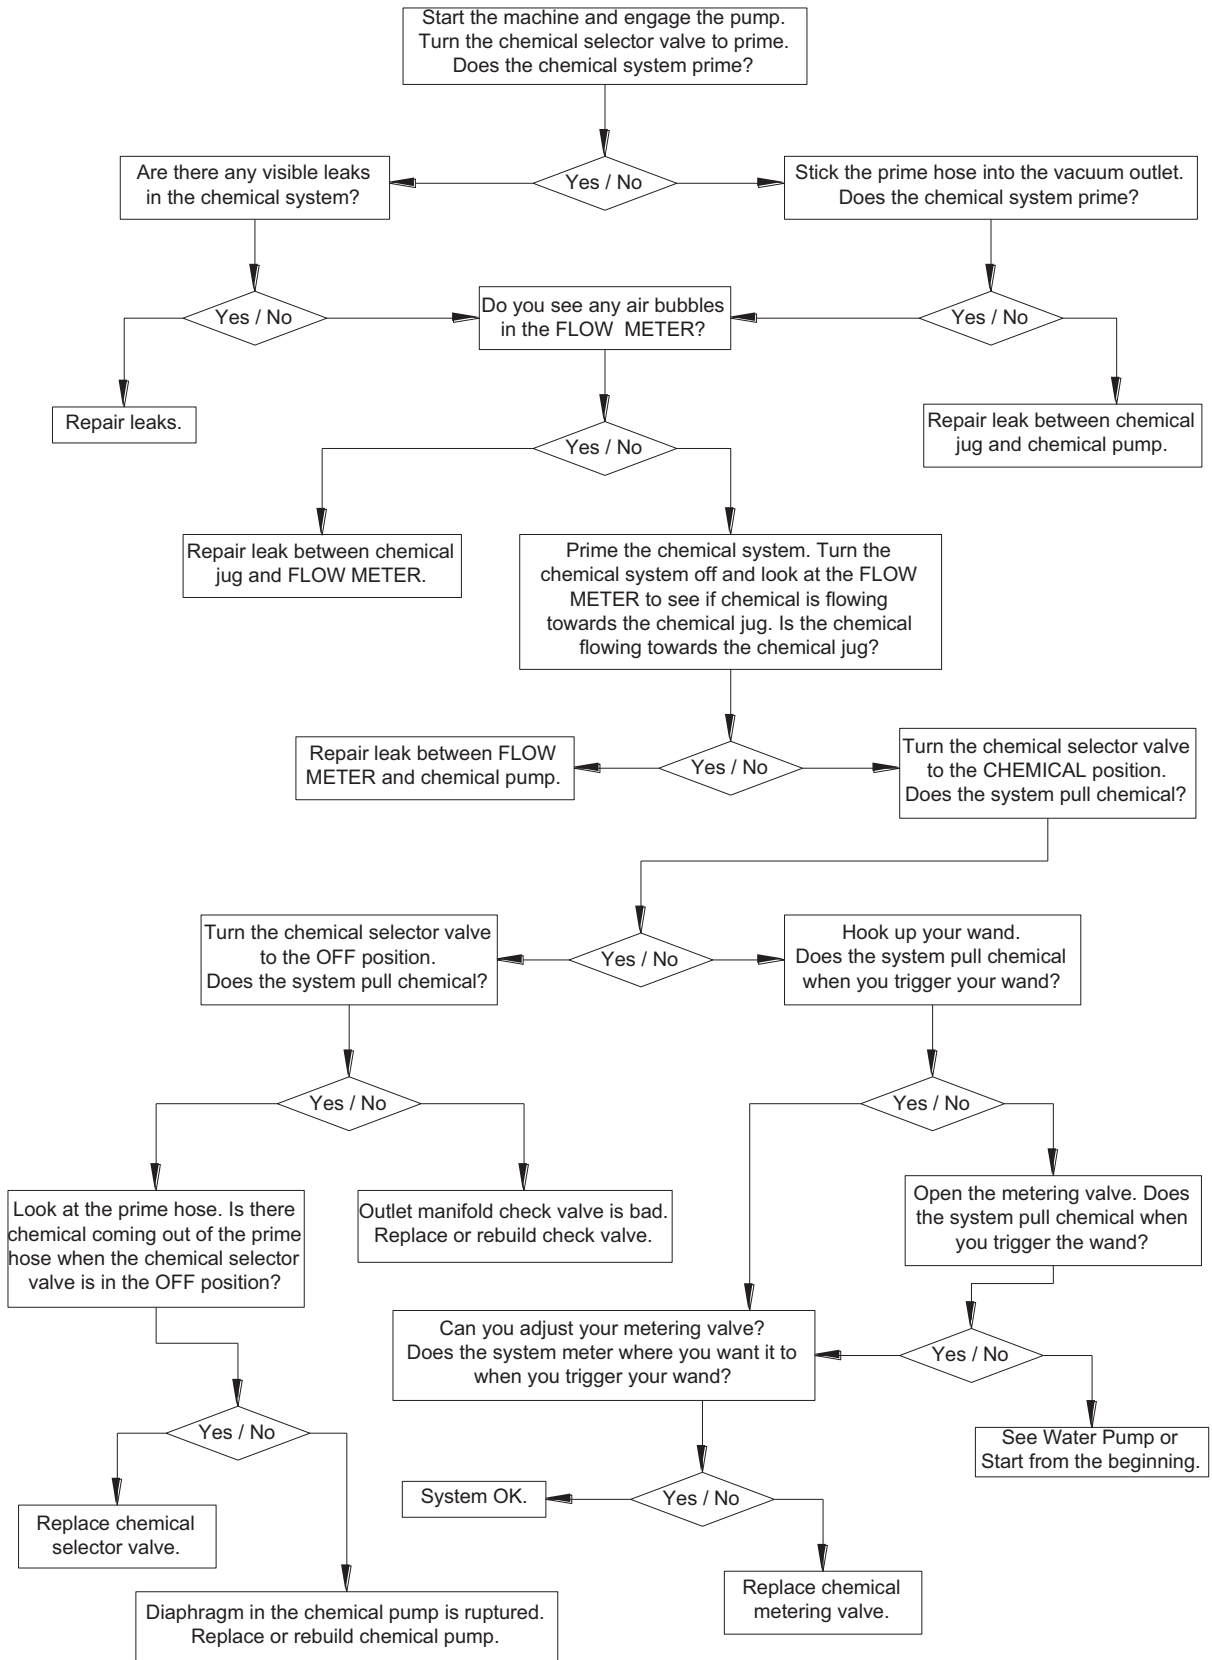 Start the machine and engage the pump.
Turn the chemical selector valve to prime.
Does the chemical system prime?
Are there any visible leaks
in the chemical system?
Yes / No
Stick the prime hose into the vacuum outlet.
Does the chemical system prime?
Yes / No
Do you see any air bubbles
in the FLOW METER?
Yes / No
Repair leaks.
Yes / No
Repair leak between chemical
jug and chemical pump.
Repair leak between chemical
jug and FLOW METER.
Prime the chemical system. Turn the
chemical system off and look at the FLOW
METER to see if chemical is flowing
towards the chemical jug. Is the chemical
flowing towards the chemical jug?
Repair leak between FLOW
METER and chemical pump.
Yes / No
Turn the chemical selector valve
to the CHEMICAL position.
Does the system pull chemical?
Turn the chemical selector valve
to the OFF position.
Does the system pull chemical?
Yes / No
Hook up your wand.
Does the system pull chemical
when you trigger your wand?
Yes / No
Yes / No
Look at the prime hose. Is there
chemical coming out of the prime
hose when the chemical selector
valve is in the OFF position?
Outlet manifold check valve is bad.
Replace or rebuild check valve.
Open the metering valve. Does
the system pull chemical when
you trigger the wand?
Can you adjust your metering valve?
Does the system meter where you want it to
when you trigger your wand?
Yes / No
Yes / No
See Water Pump or
Start from the beginning.
System OK.
Yes / No
Replace chemical
selector valve.
Replace chemical
metering valve.
Diaphragm in the chemical pump is ruptured.
Replace or rebuild chemical pump.